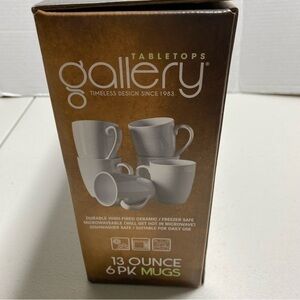 TABLETOPS
gallery®
TIMELESS DESIGN SINCE 1983
DURABLE HIGH-FIRED CERAMIC / FREEZER SAFE
MICROWAVEABLE (WILL GET HOT IN MICROWAVE)
DISHWASHER SAFE / SUITABLE FOR DAILY USE
13 OUNCE
6 PK MUGS